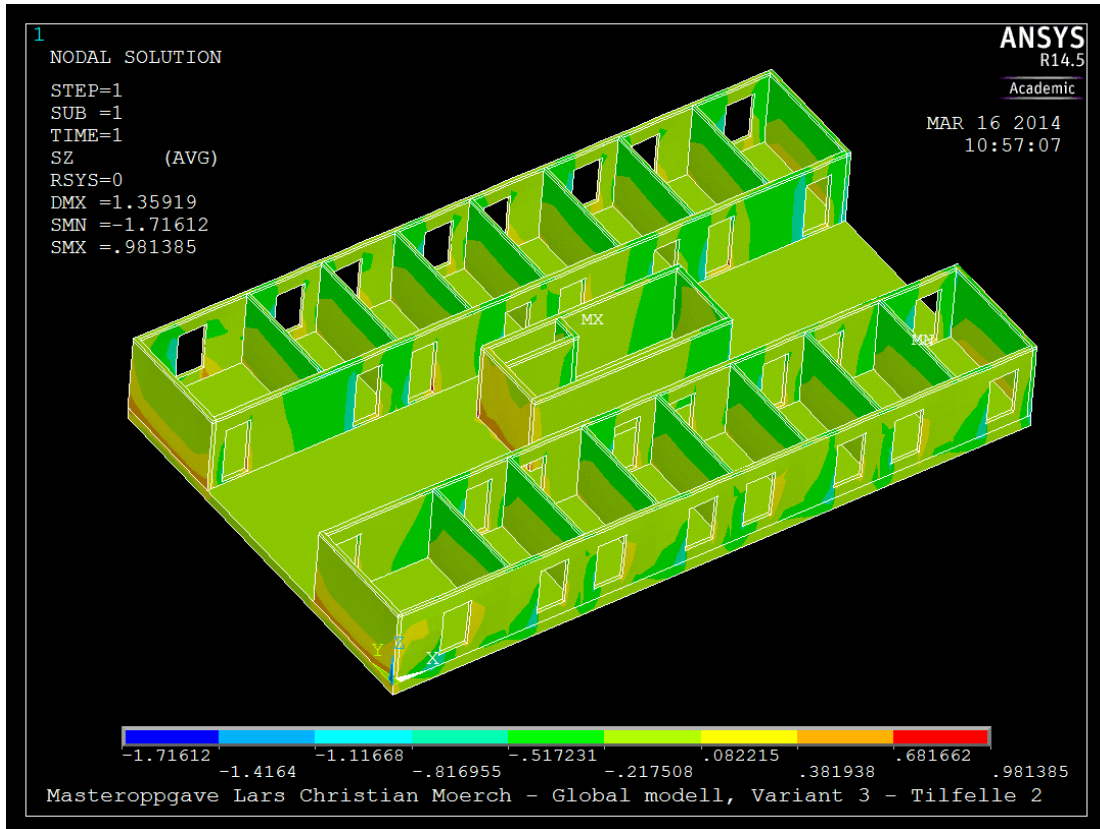 1
NODAL SOLUTION
STEP=1
SUB =1
TIME=1
SZ (AVG)
RSYS=0
DMX =1.35919
SMN =-1.71612
SMX =.981385
ANSYS
R14.5
Academic
MAR 16 2014
10:57:07
MX
MN
Y
Z
X
-1.71612
-1.4164
-1.11668
-.816955
-.517231
-.217508
.082215
.381938
.681662
.981385
Masteroppgave Lars Christian Moerch - Global modell, Variant 3 - Tilfelle 2